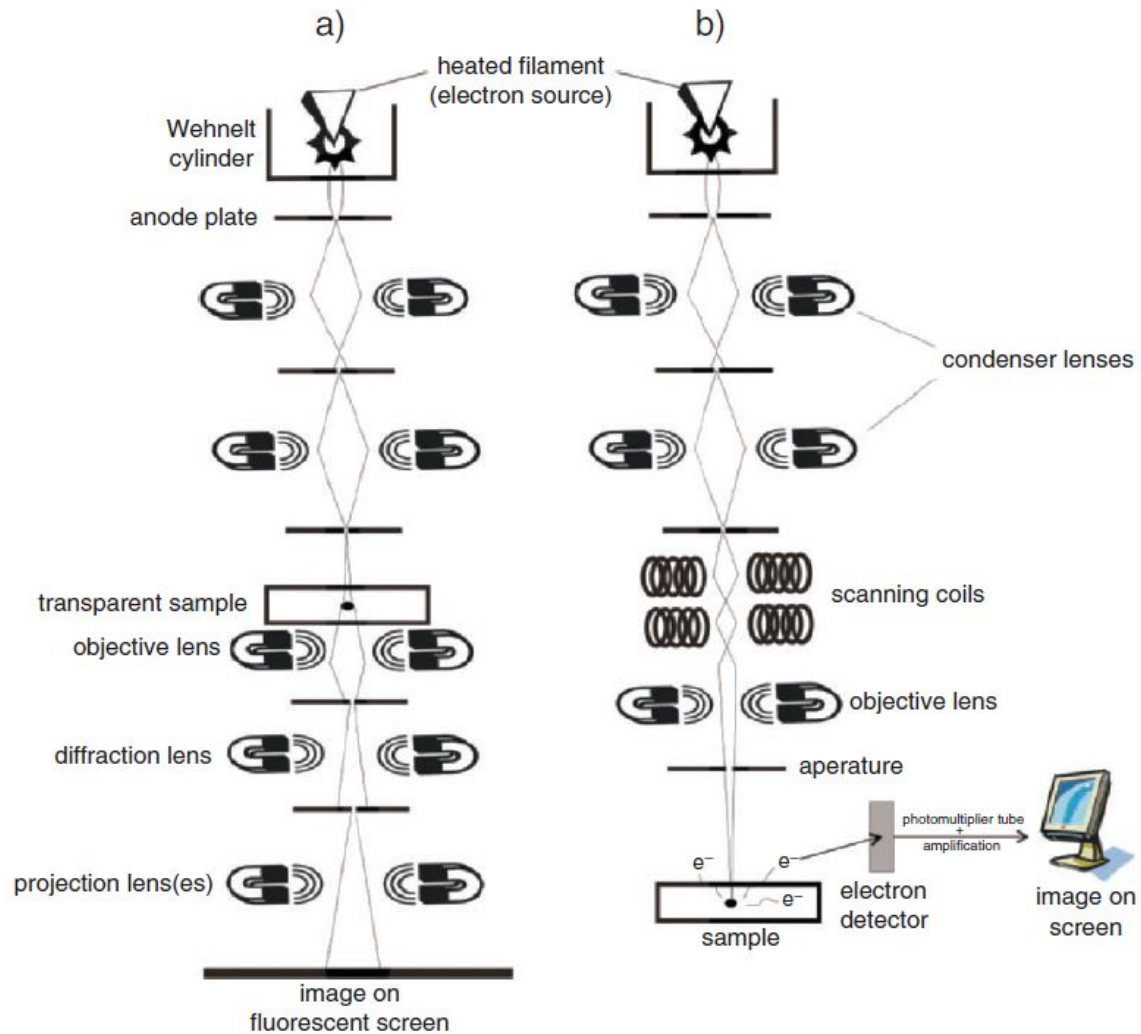 a)
b)
heated filament
(electron source)
Wehnelt
cylinder
anode plate
condenser lenses
transparent sample
scanning coils
objective lens
objective lens
diffraction lens
aperature
photomultiplier tube
+
amplification
e⁻
e⁻
e⁻
projection lens(es)
electron
detector
image on
screen
sample
image on
fluorescent screen